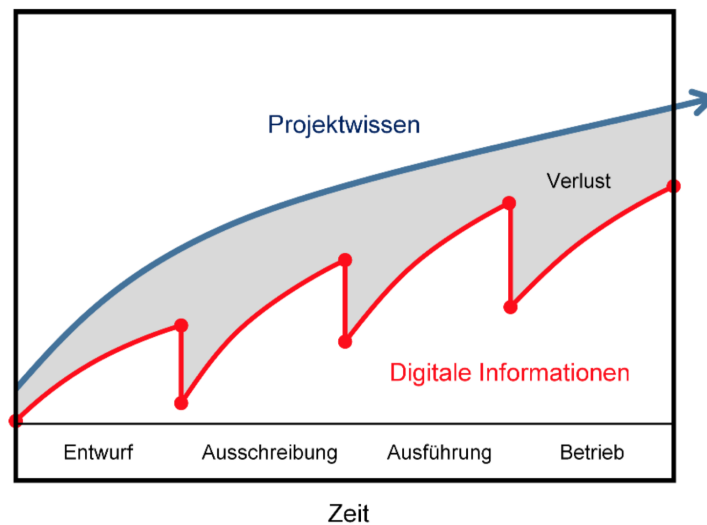 Projektwissen
Verlust
Digitale Informationen
Entwurf
Ausschreibung
Ausführung
Betrieb
Zeit